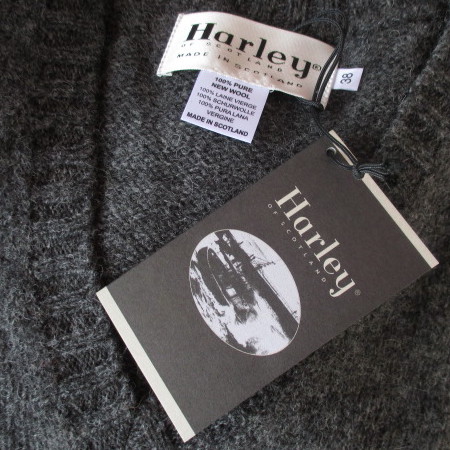 Harley®
OF SCOTLAND
MADE IN SCOTLAND
38
100% PURE
NEW WOOL
100% LAINE VIERGE
100% SCHURWOLLE
100% PURA LANA
VERGINE
MADE IN SCOTLAND
Harley®
OF SCOTLAND